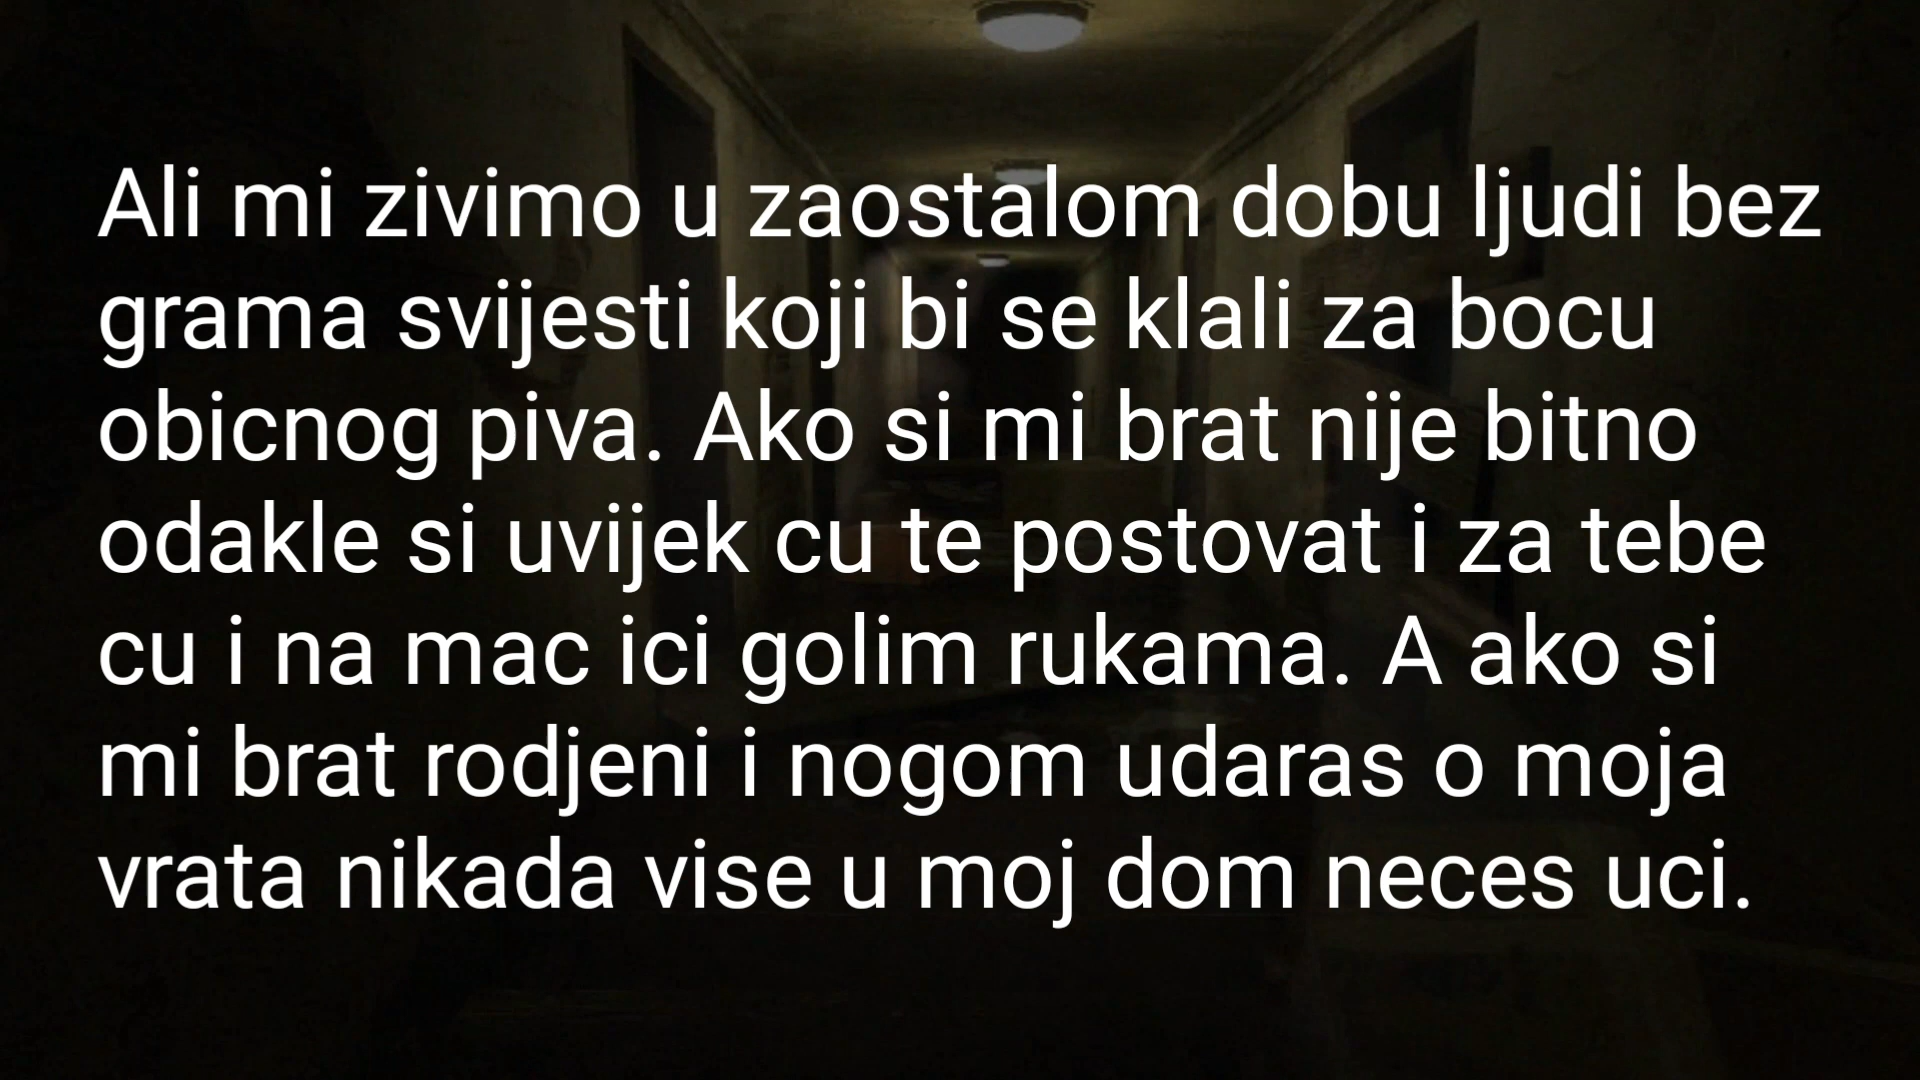 Ali mi zivimo u zaostalom dobu ljudi bez
grama svijesti koji bi se klali za bocu
obicnog piva. Ako si mi brat nije bitno
odakle si uvijek cu te postovat i za tebe
cu i na mac ici golim rukama. A ako si
mi brat rodjeni i nogom udaras o moja
vrata nikada vise u moj dom neces uci.